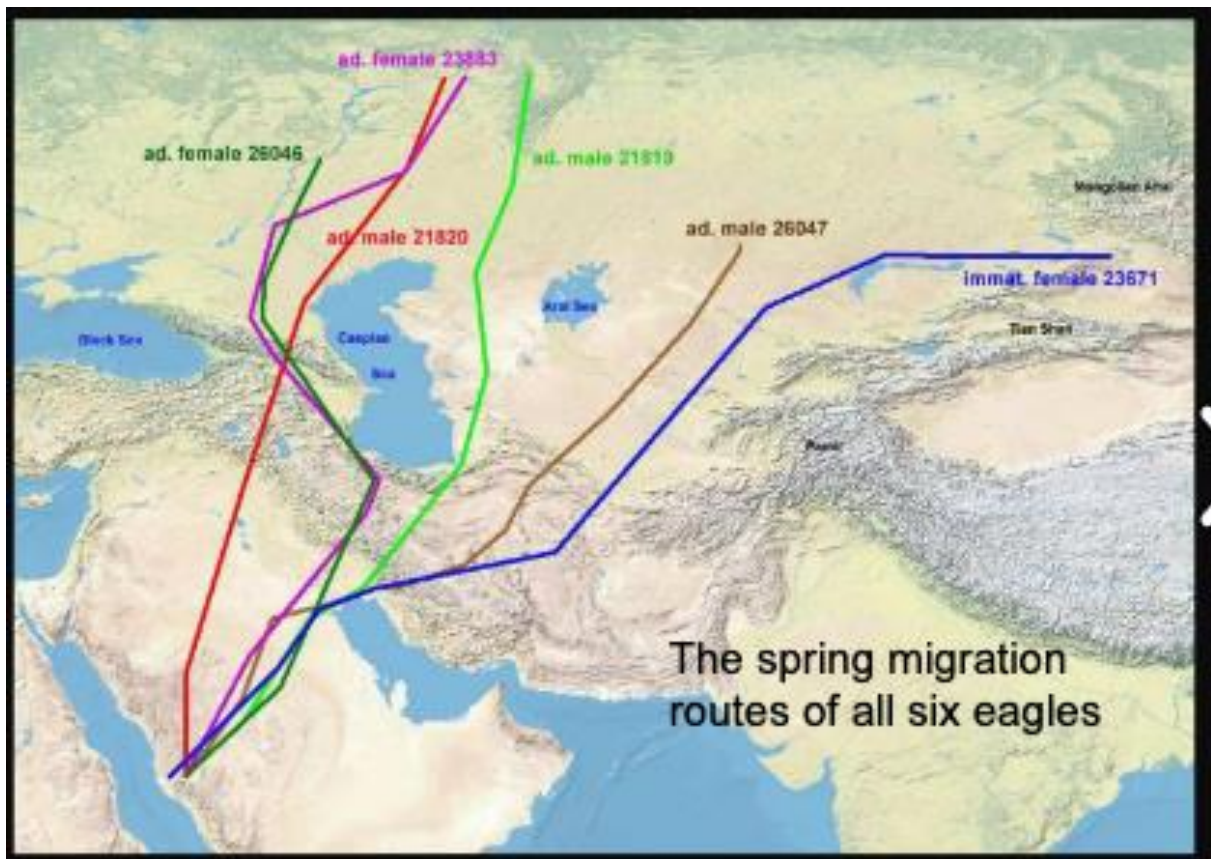 ad. female 23883
ad. female 26046
ad. male 21819
Mongolian Altai
ad. male 21820
ad. male 26047
immat. female 23671
Aral Sea
Tian Shan
Black Sea
Caspian
Sea
Pamir
The spring migration
routes of all six eagles